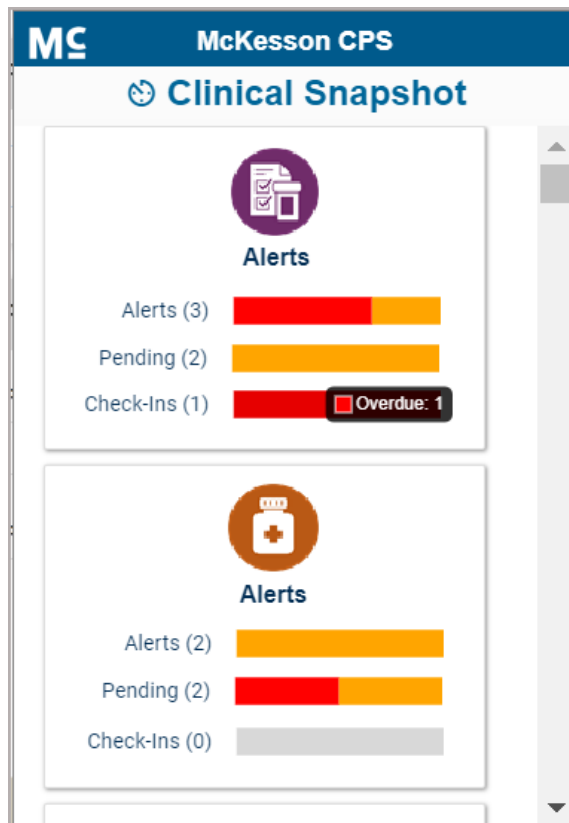 MC McKesson CPS
Clinical Snapshot
Alerts
Alerts (3)
Pending (2)
Check-Ins (1) Overdue: 1
Alerts
Alerts (2)
Pending (2)
Check-Ins (0)